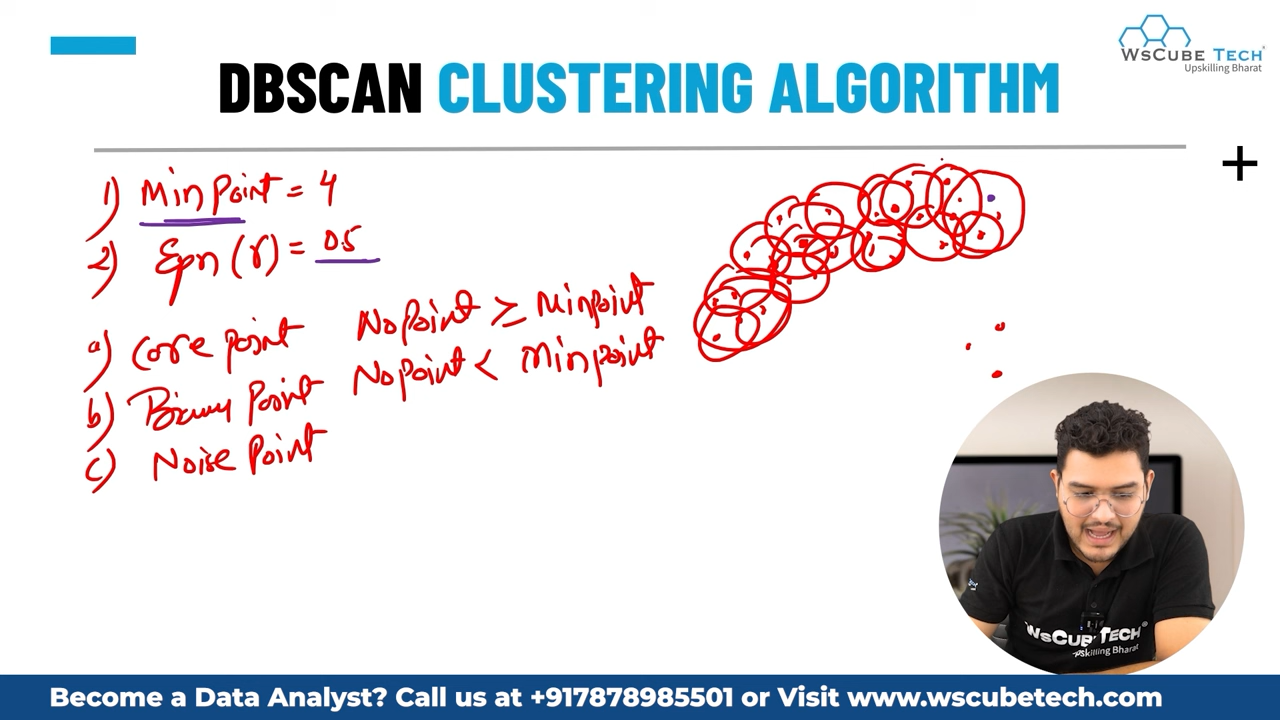 WsCUBE TECH
Upskilling Bharat
DBSCAN CLUSTERING ALGORITHM
1) Min Point = 4
2) Epn (r) = 0.5
a) Core point No Point ≥ Minpoint
b) Point No point < Minpoint
c) Noise Point
WsCUBE TECH
Upskilling Bharat
Become a Data Analyst? Call us at +917878985501 or Visit www.wscubetech.com